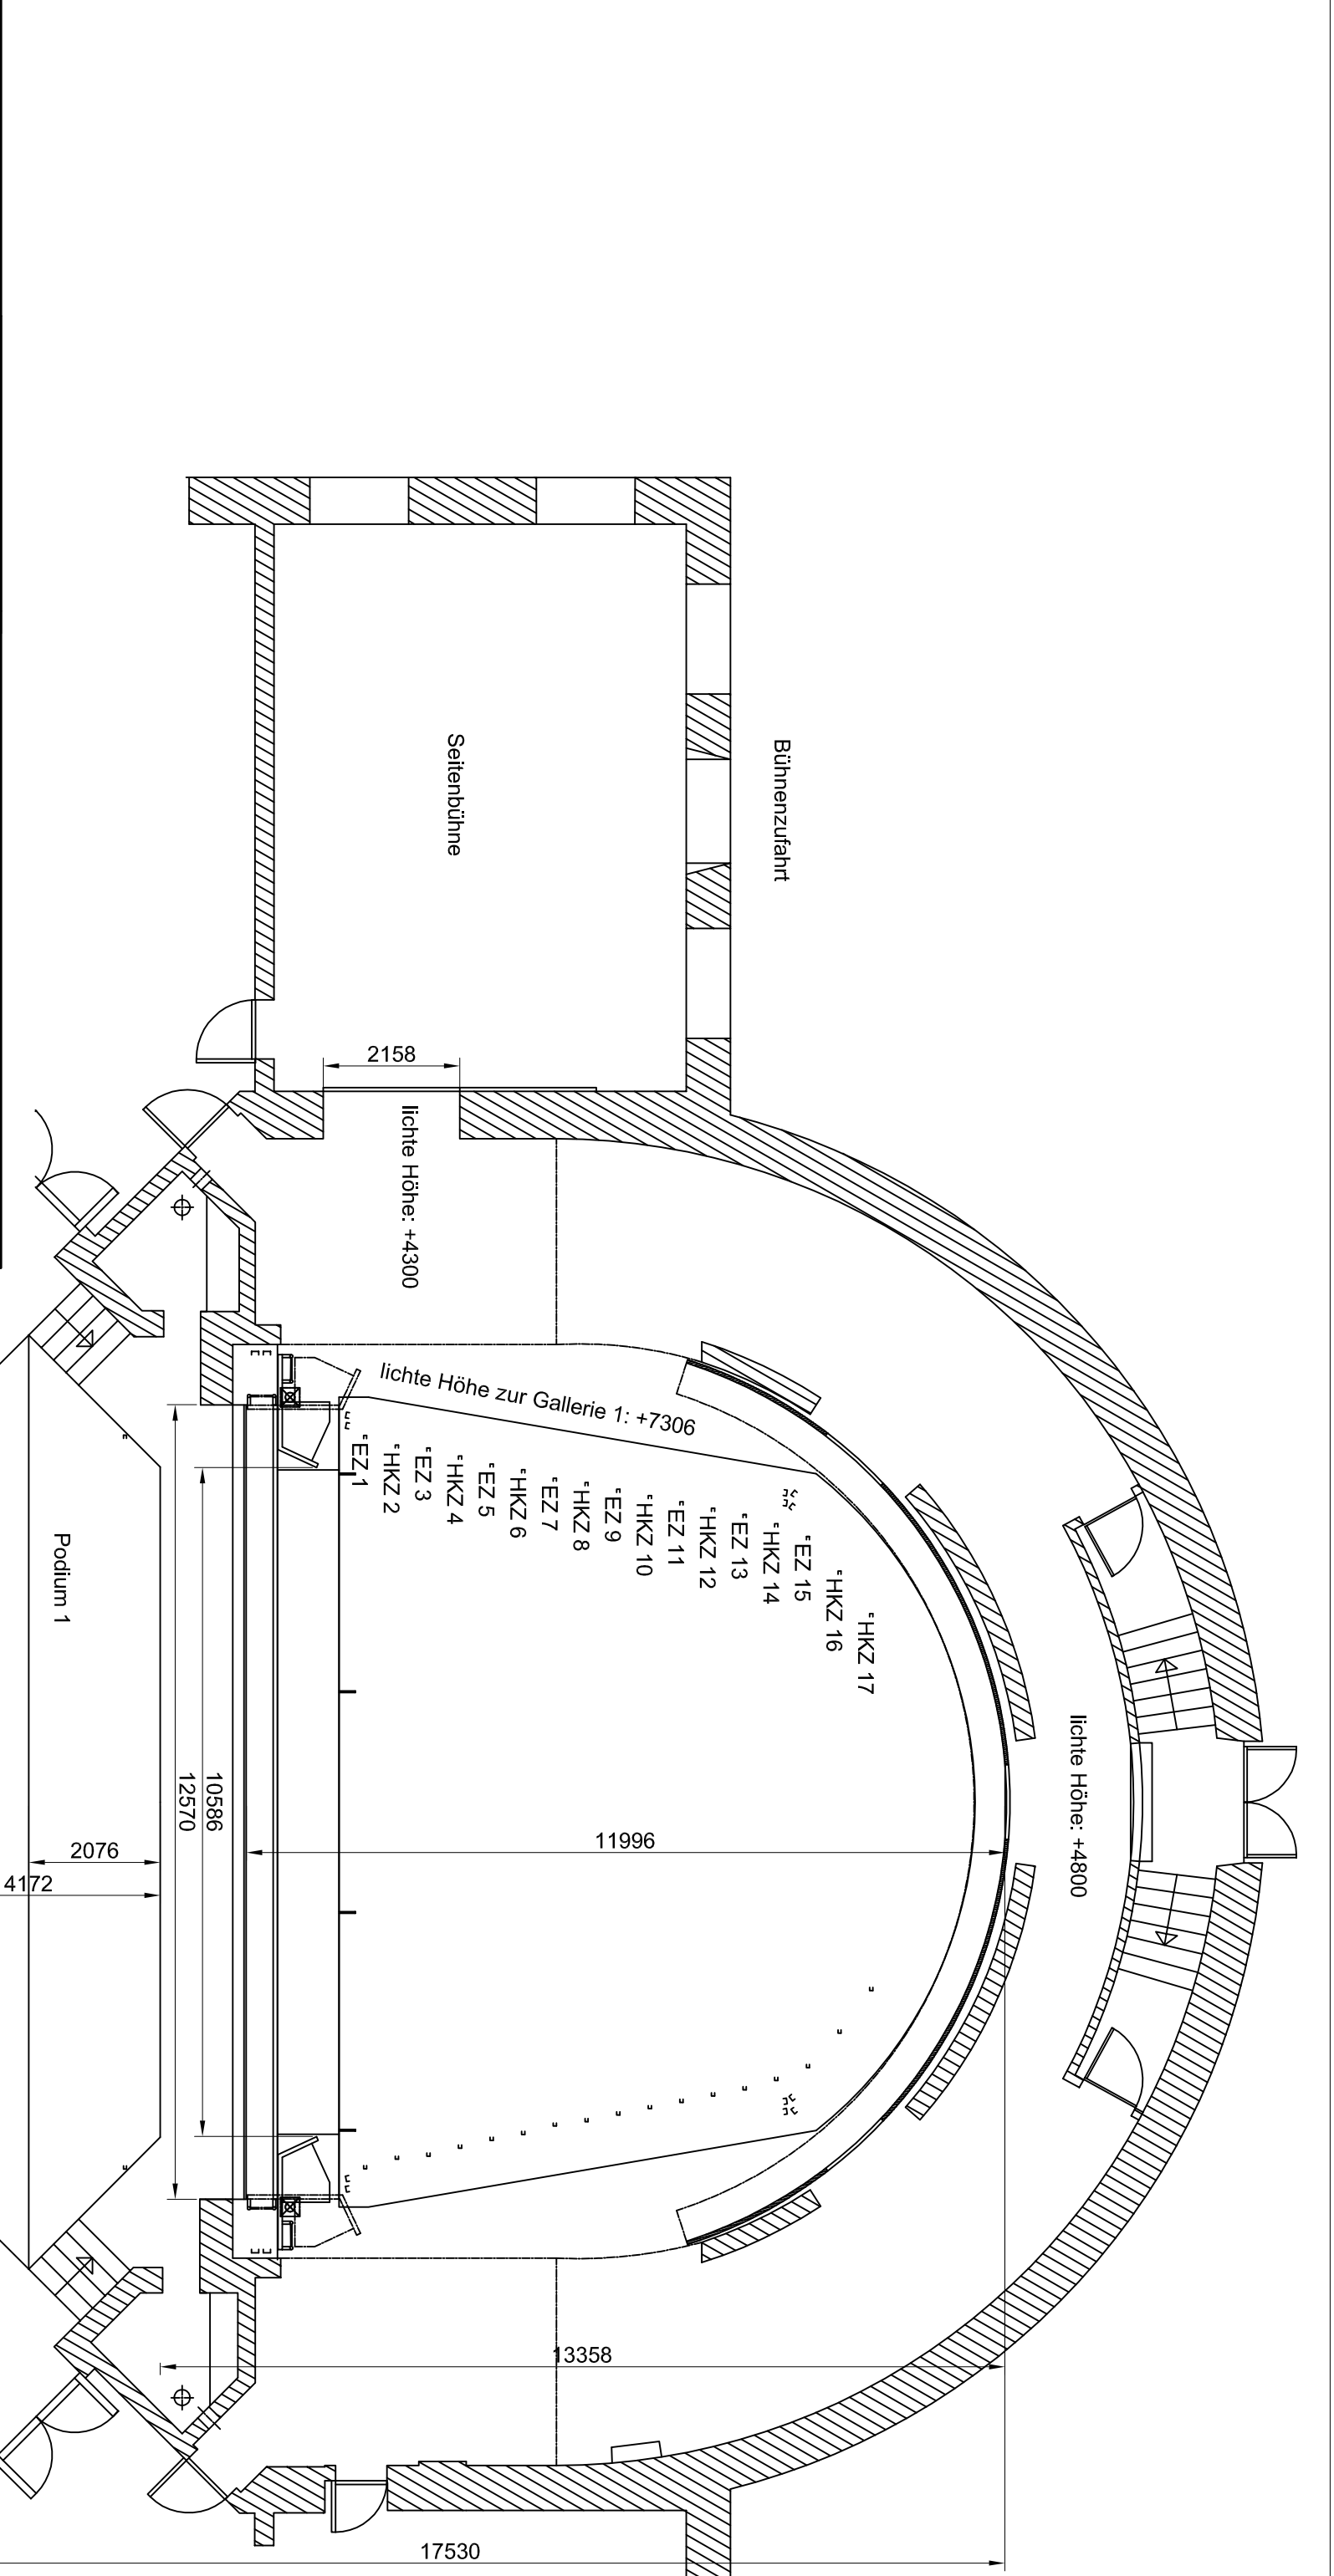 Bühnenzufahrt
Seitenbühne
2158
lichte Höhe: +4300
lichte Höhe zur Gallerie 1: +7306
EZ 1
HKZ 2
EZ 3
HKZ 4
EZ 5
HKZ 6
EZ 7
HKZ 8
EZ 9
HKZ 10
EZ 11
HKZ 12
EZ 13
HKZ 14
EZ 15
HKZ 16
HKZ 17
lichte Höhe: +4800
Podium 1
10586
12570
11996
2076
4172
13358
17530